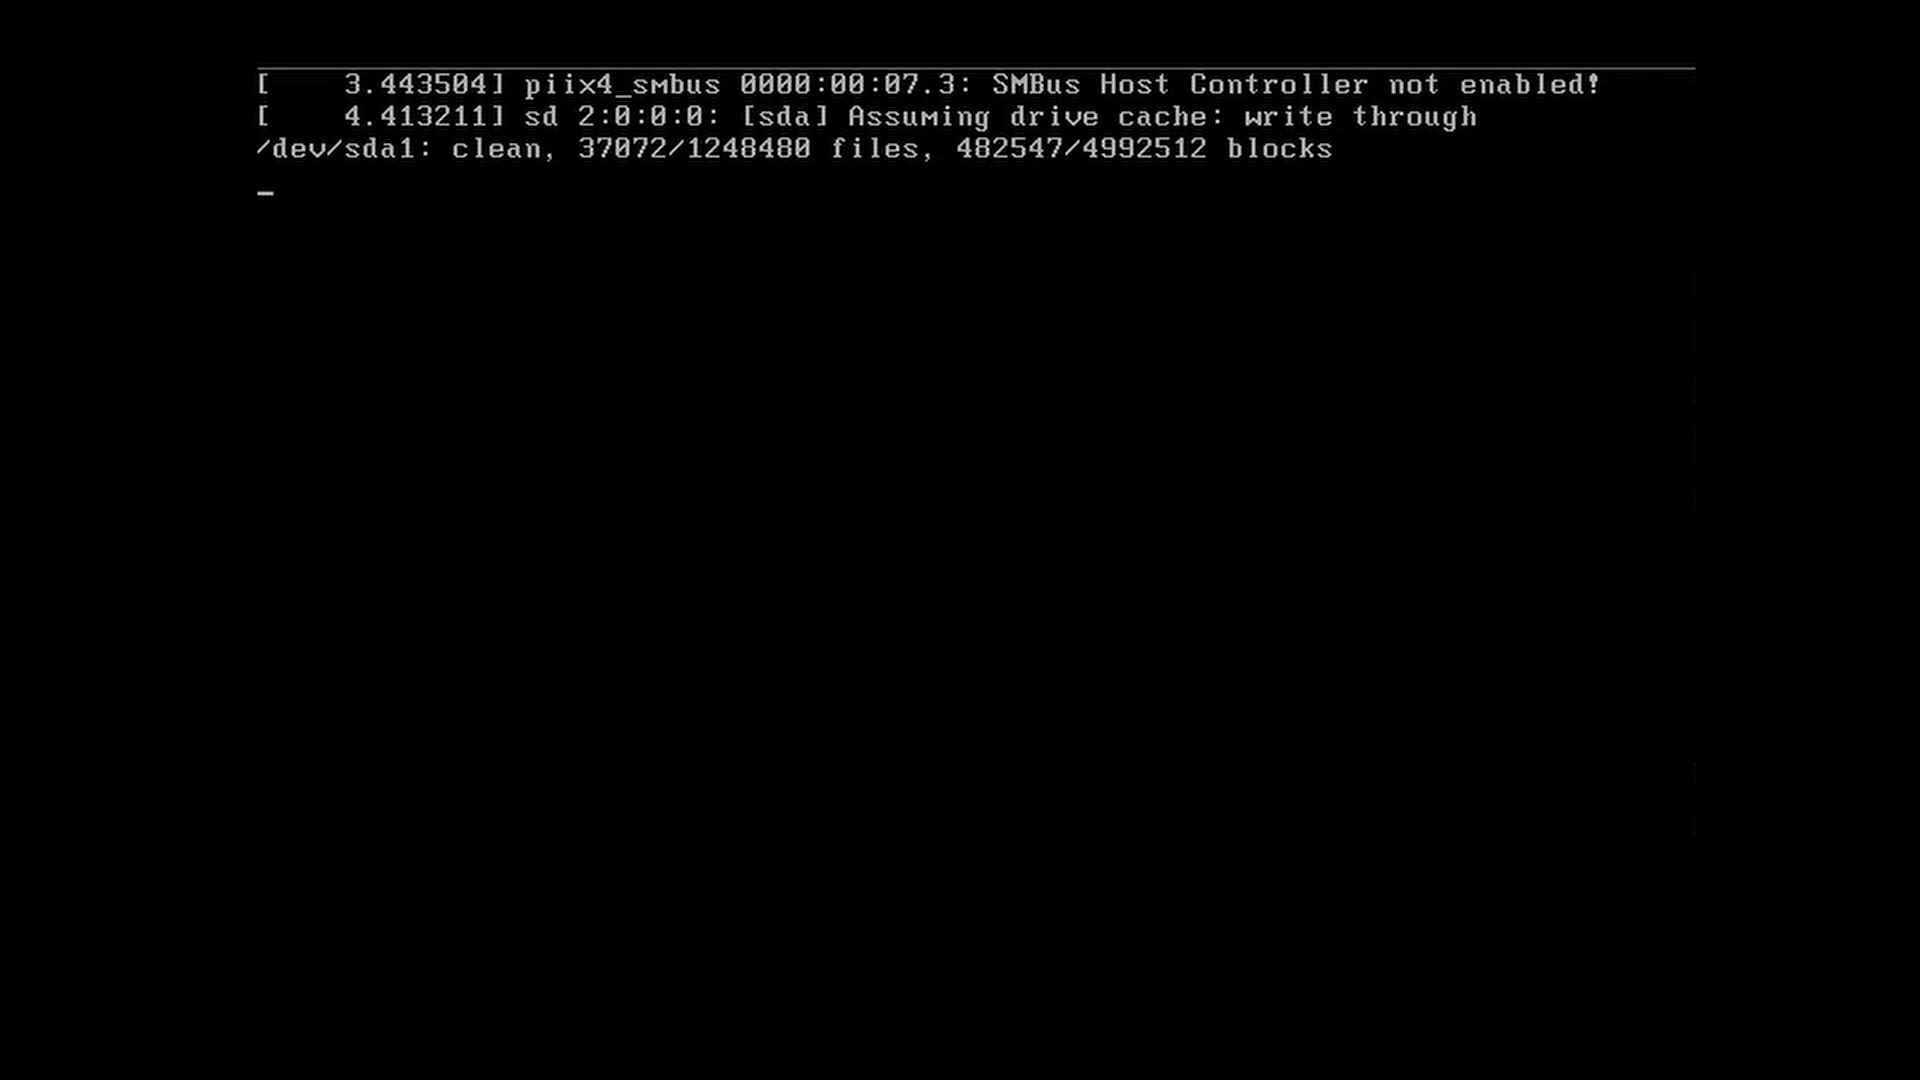 [    3.443504] piix4_smbus 0000:00:07.3: SMBus Host Controller not enabled!
[    4.413211] sd 2:0:0:0: [sda] Assuming drive cache: write through
/dev/sda1: clean, 37072/1248480 files, 482547/4992512 blocks
_